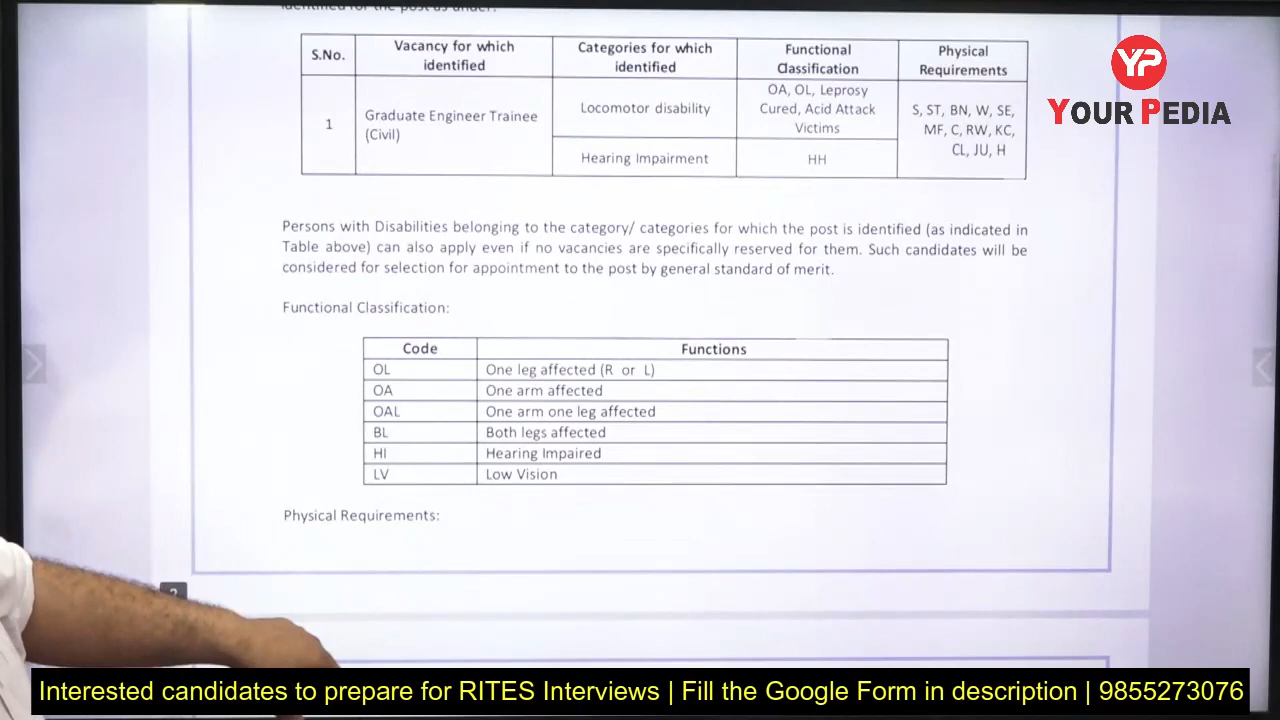 identified for the post as under:
S.No.
Vacancy for which
identified
Categories for which
identified
Functional
Classification
Physical
Requirements
1
Graduate Engineer Trainee
(Civil)
Locomotor disability
OA, OL, Leprosy
Cured, Acid Attack
Victims
S, ST, BN, W, SE,
MF, C, RW, KC,
CL, JU, H
Hearing Impairment
HH
YP
YOUR PEDIA
Persons with Disabilities belonging to the category/ categories for which the post is identified (as indicated in
Table above) can also apply even if no vacancies are specifically reserved for them. Such candidates will be
considered for selection for appointment to the post by general standard of merit.
Functional Classification:
Code Functions
OL One leg affected (R or L)
OA One arm affected
OAL One arm one leg affected
BL Both legs affected
HI Hearing Impaired
LV Low Vision
Physical Requirements:
Interested candidates to prepare for RITES Interviews | Fill the Google Form in description | 9855273076